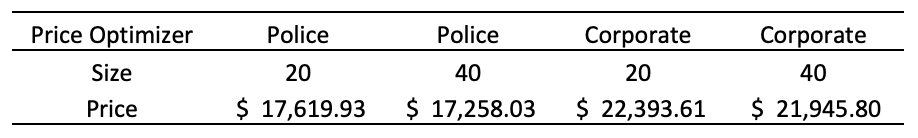 Price Optimizer Police Police Corporate Corporate
Size 20 40 20 40
Price $ 17,619.93 $ 17,258.03 $ 22,393.61 $ 21,945.80